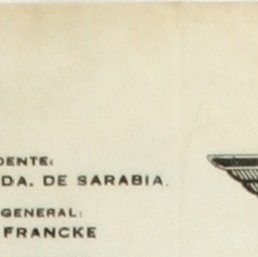 DENTE:
DA. DE SARABIA.
GENERAL:
FRANCKE